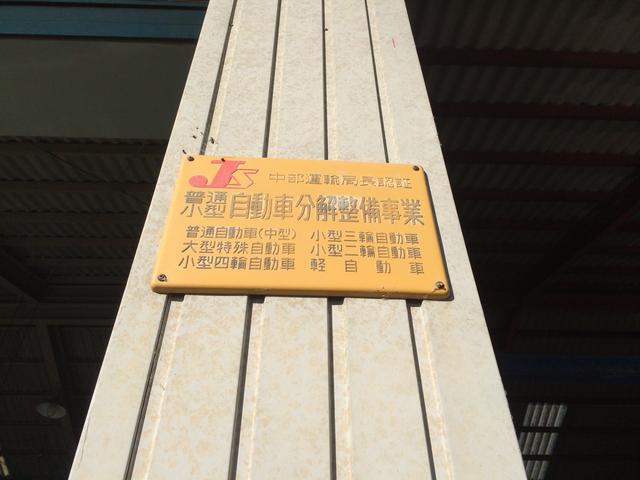 JS 中部運輸局長認証
普通
小型 自動車分解整備事業
普通自動車(中型) 小型三輪自動車
大型特殊自動車 小型二輪自動車
小型四輪自動車 軽自動車